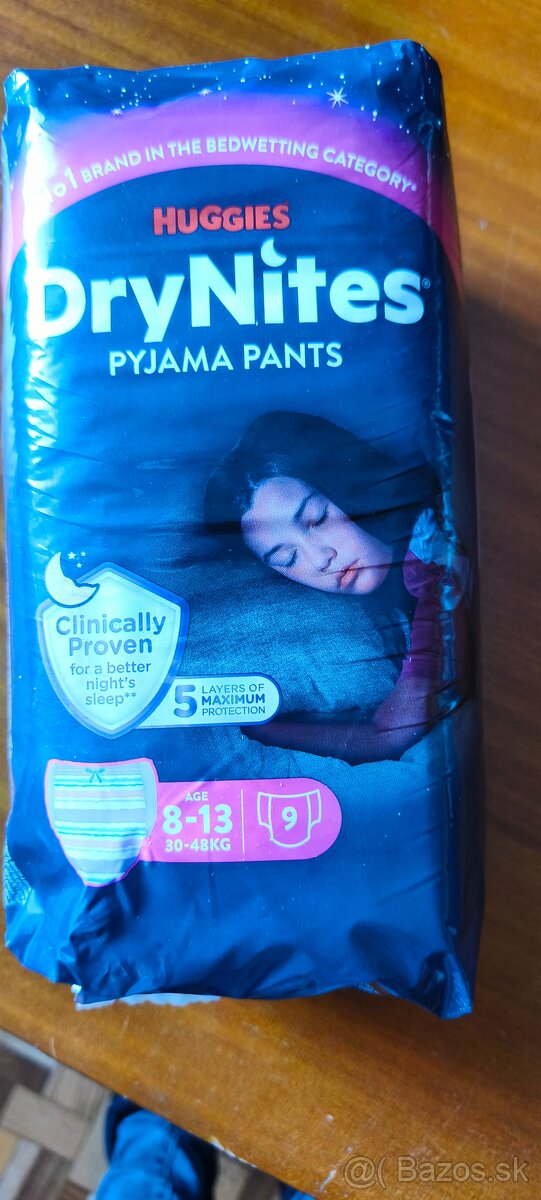 No1 BRAND IN THE BEDWETTING CATEGORY*
HUGGIES
DryNites®
PYJAMA PANTS
Clinically
Proven
for a better
night's
sleep**
5 LAYERS OF
MAXIMUM
PROTECTION
AGE
8-13
30-48KG
9
@( Bazos.sk